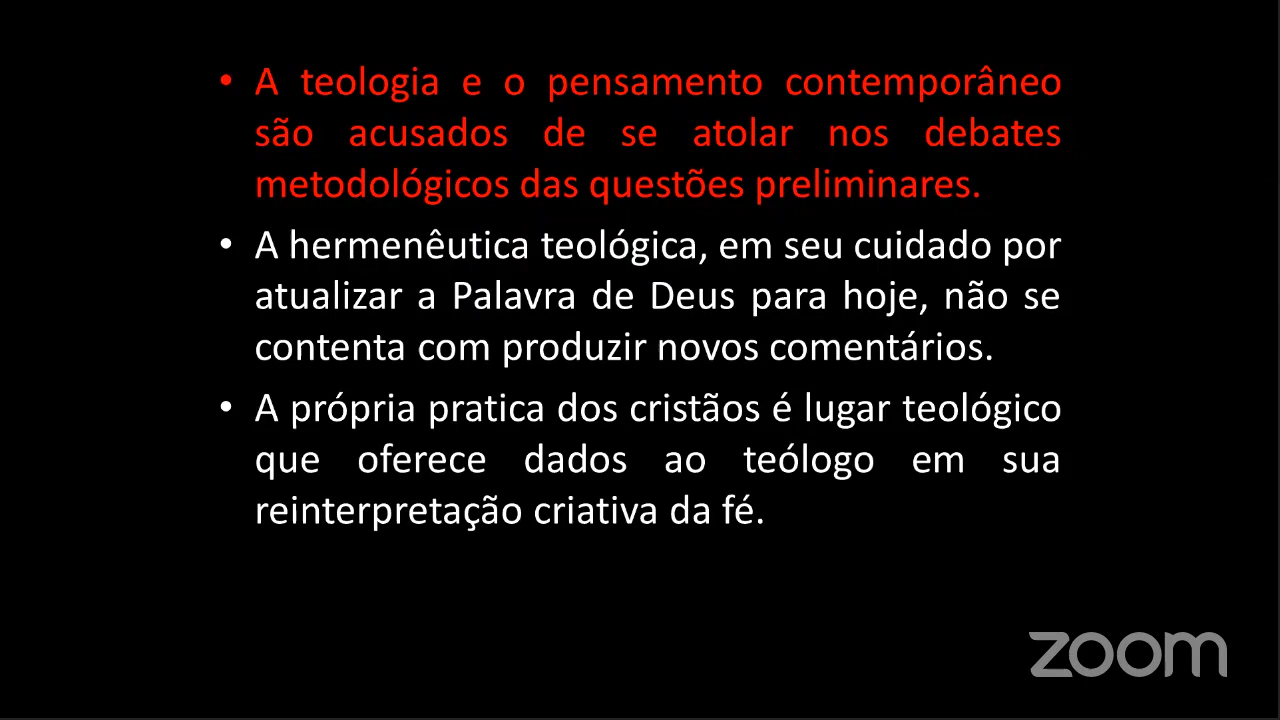 • A teologia e o pensamento contemporâneo
são acusados de se atolar nos debates
metodológicos das questões preliminares.
• A hermenêutica teológica, em seu cuidado por
atualizar a Palavra de Deus para hoje, não se
contenta com produzir novos comentários.
• A própria pratica dos cristãos é lugar teológico
que oferece dados ao teólogo em sua
reinterpretação criativa da fé.
zoom